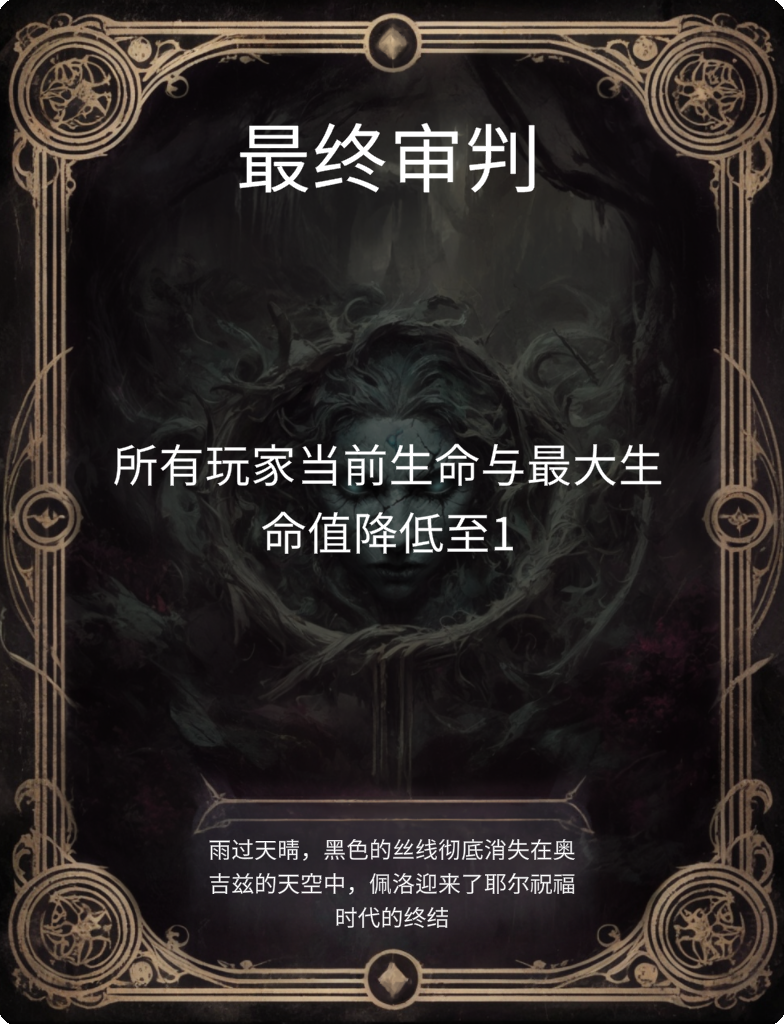 最终审判
所有玩家当前生命与最大生
命值降低至1
雨过天晴，黑色的丝线彻底消失在奥
吉兹的天空中，佩洛迎来了耶尔祝福
时代的终结